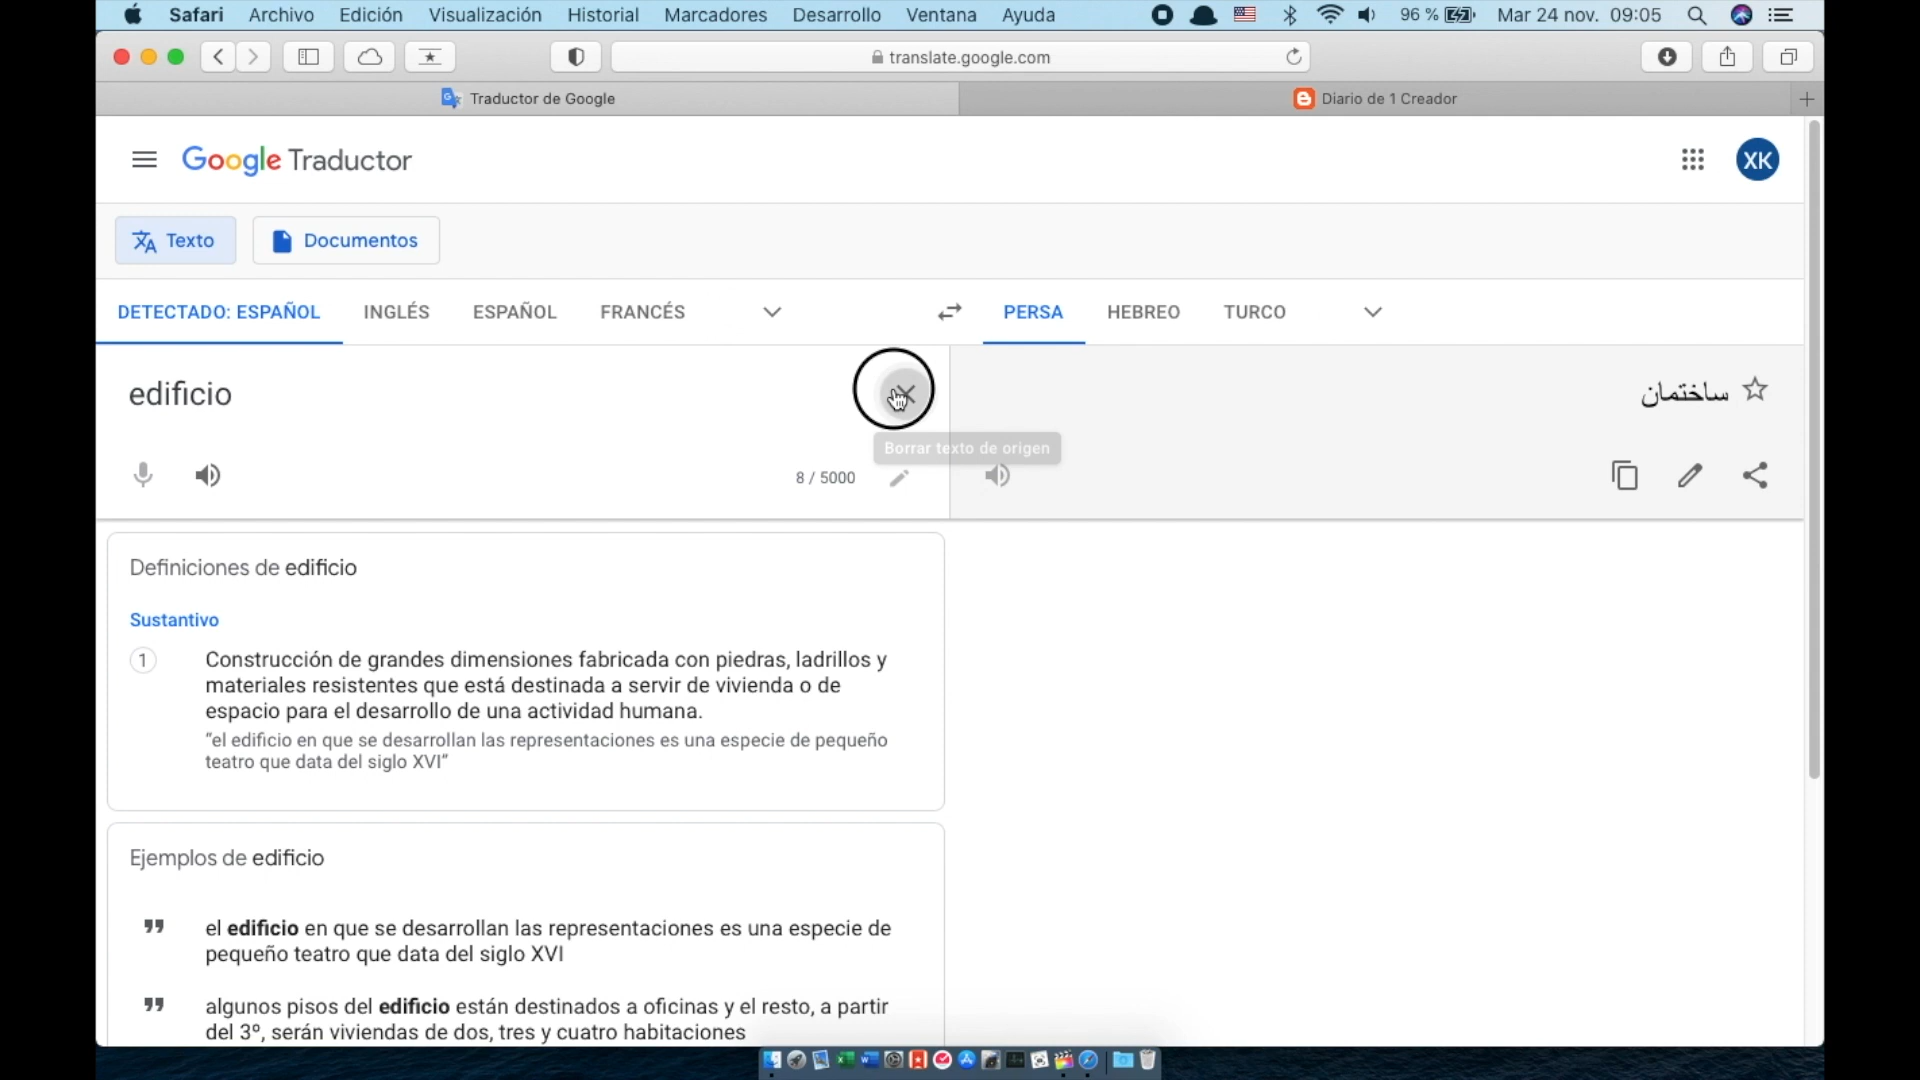 Safari Archivo Edición Visualización Historial Marcadores Desarrollo Ventana Ayuda 96 % Mar 24 nov. 09:05
translate.google.com
Traductor de Google Diario de 1 Creador
Google Traductor XK
Texto Documentos
DETECTADO: ESPAÑOL INGLÉS ESPAÑOL FRANCÉS PERSA HEBREO TURCO
edificio ساختمان
Borrar texto de origen
8 / 5000
Definiciones de edificio
Sustantivo
1 Construcción de grandes dimensiones fabricada con piedras, ladrillos y
materiales resistentes que está destinada a servir de vivienda o de
espacio para el desarrollo de una actividad humana.
"el edificio en que se desarrollan las representaciones es una especie de pequeño
teatro que data del siglo XVI"
Ejemplos de edificio
el edificio en que se desarrollan las representaciones es una especie de
pequeño teatro que data del siglo XVI
algunos pisos del edificio están destinados a oficinas y el resto, a partir
del 3º, serán viviendas de dos, tres y cuatro habitaciones